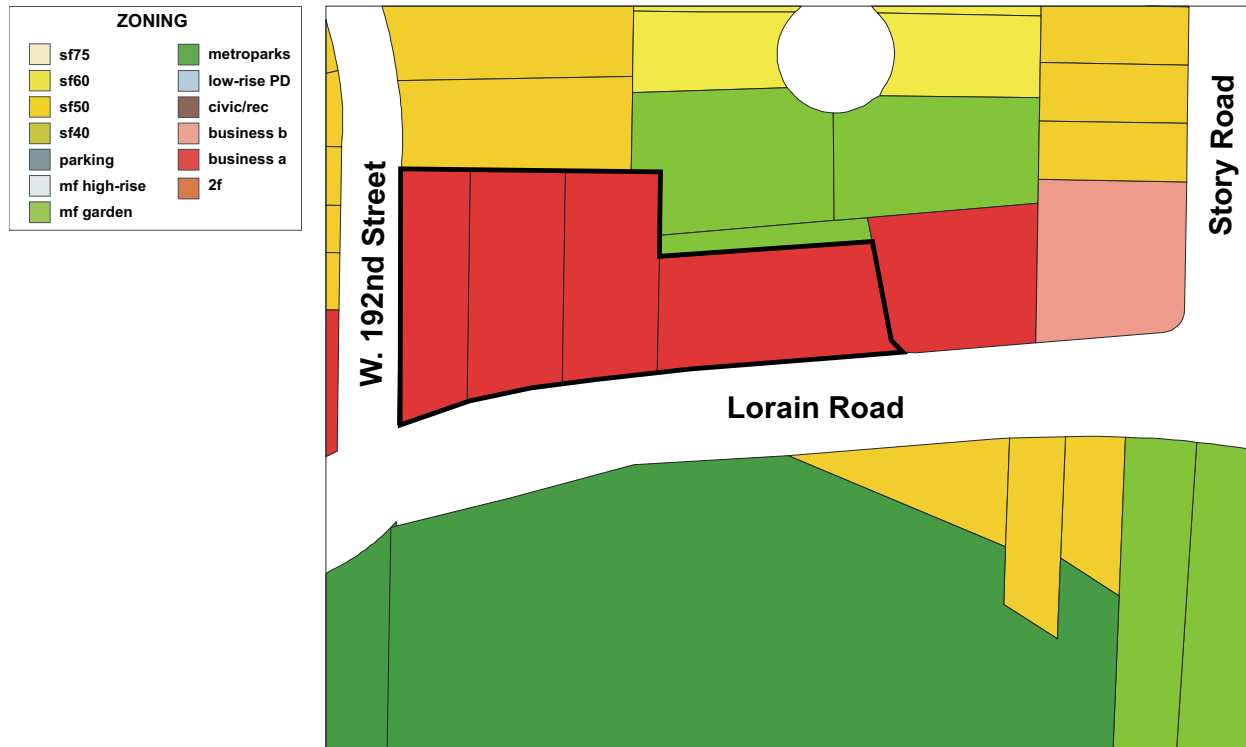 ZONING
sf75
sf60
sf50
sf40
parking
mf high-rise
mf garden
metroparks
low-rise PD
civic/rec
business b
business a
2f
W. 192nd Street
Story Road
Lorain Road